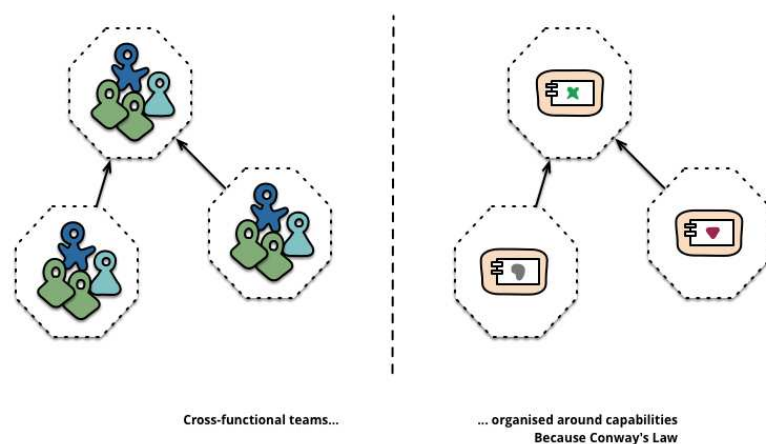 Cross-functional teams...
... organised around capabilities
Because Conway's Law